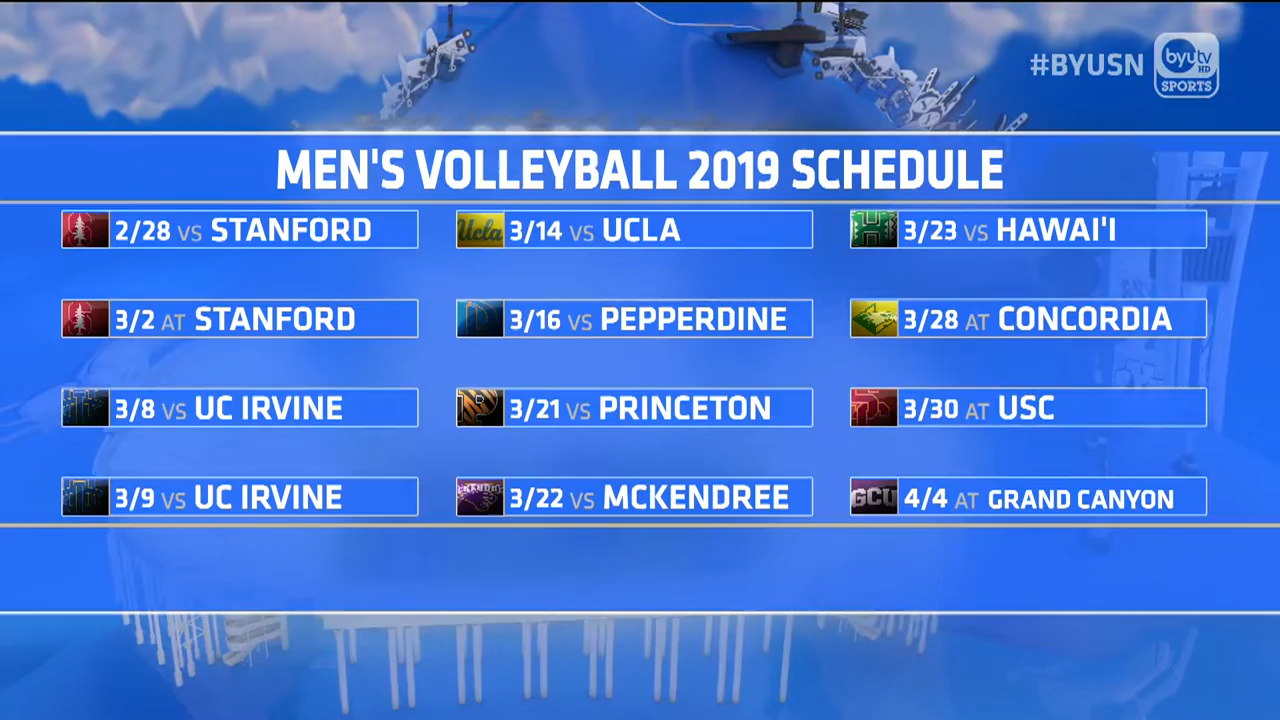 #BYUSN
byutv
HD
SPORTS
MEN'S VOLLEYBALL 2019 SCHEDULE
2/28 VS STANFORD
3/2 AT STANFORD
3/8 VS UC IRVINE
3/9 VS UC IRVINE
Ucla 3/14 VS UCLA
3/16 VS PEPPERDINE
3/21 VS PRINCETON
3/22 VS MCKENDREE
H 3/23 VS HAWAI'I
3/28 AT CONCORDIA
3/30 AT USC
GCU 4/4 AT GRAND CANYON